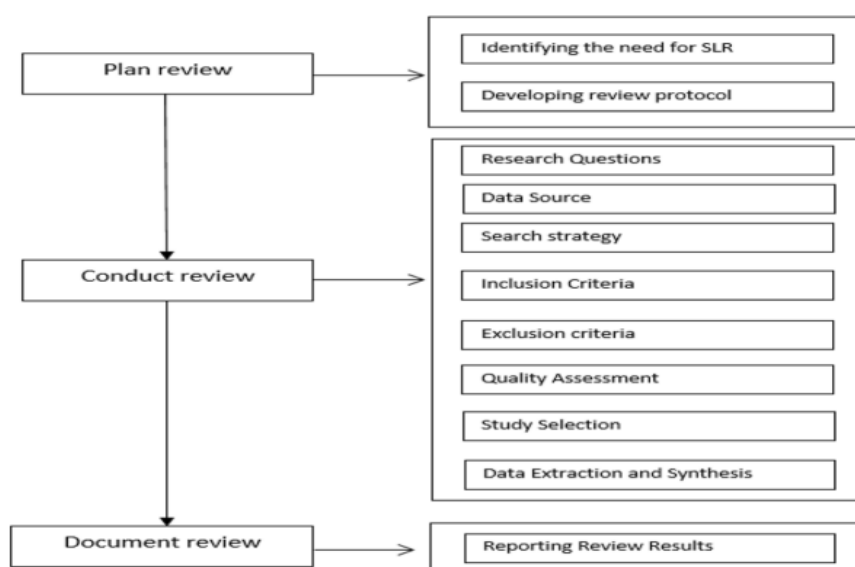 Plan review
Identifying the need for SLR
Developing review protocol
Conduct review
Research Questions
Data Source
Search strategy
Inclusion Criteria
Exclusion criteria
Quality Assessment
Study Selection
Data Extraction and Synthesis
Document review
Reporting Review Results